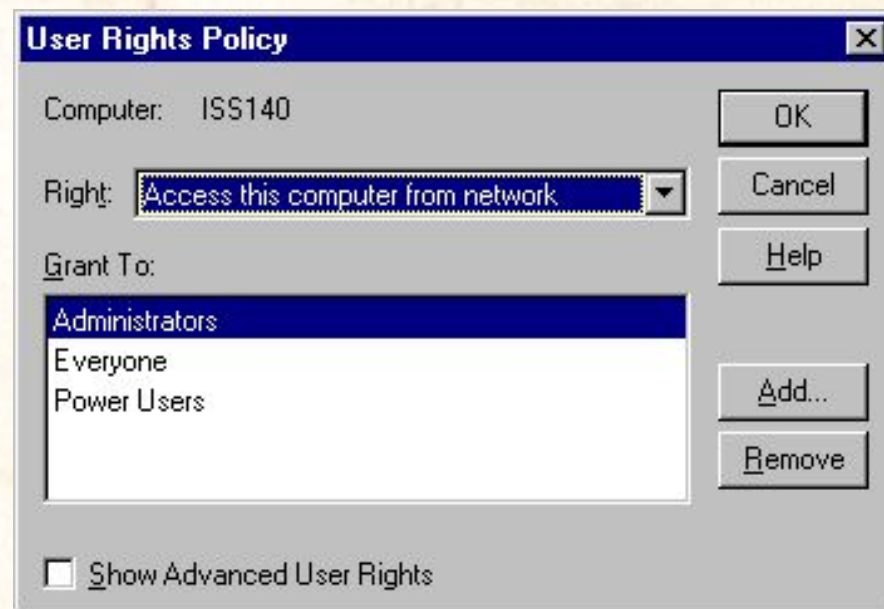 User Rights Policy
Computer: ISS140
OK
Right: Access this computer from network
Cancel
Grant To:
Help
Administrators
Everyone
Power Users
Add...
Remove
Show Advanced User Rights